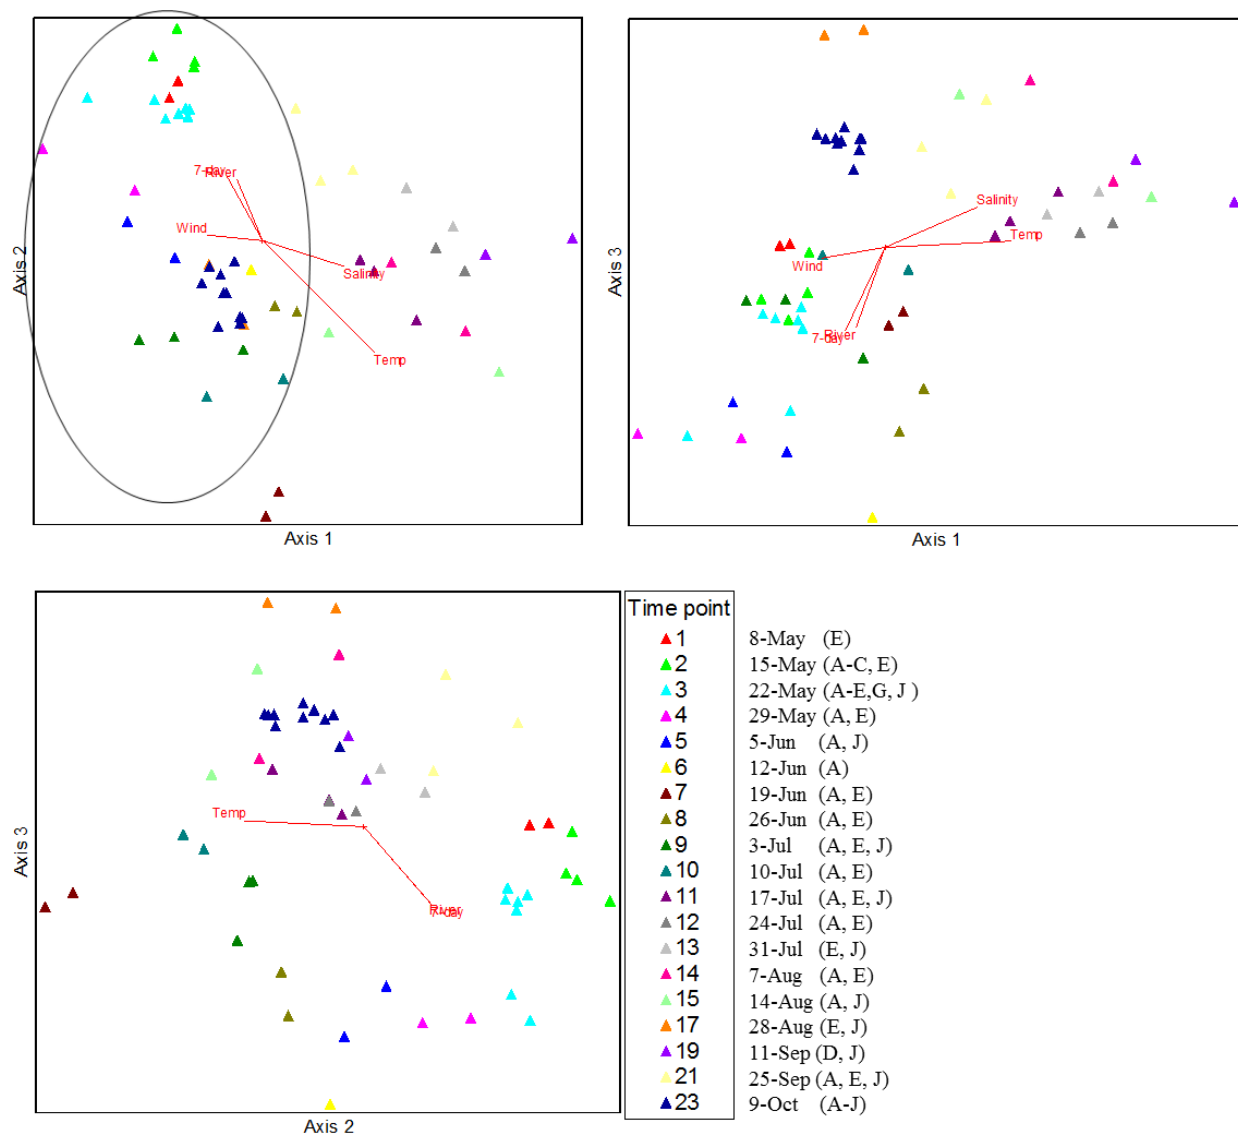 7-day
River
Wind
Salinity
Temp
Axis 2
Axis 1
Salinity
Temp
Wind
River
7-day
Axis 3
Axis 1
Temp
River
7-day
Axis 3
Axis 2
Time point
1 8-May (E)
2 15-May (A-C, E)
3 22-May (A-E,G, J )
4 29-May (A, E)
5 5-Jun (A, J)
6 12-Jun (A)
7 19-Jun (A, E)
8 26-Jun (A, E)
9 3-Jul (A, E, J)
10 10-Jul (A, E)
11 17-Jul (A, E, J)
12 24-Jul (A, E)
13 31-Jul (E, J)
14 7-Aug (A, E)
15 14-Aug (A, J)
17 28-Aug (E, J)
19 11-Sep (D, J)
21 25-Sep (A, E, J)
23 9-Oct (A-J)